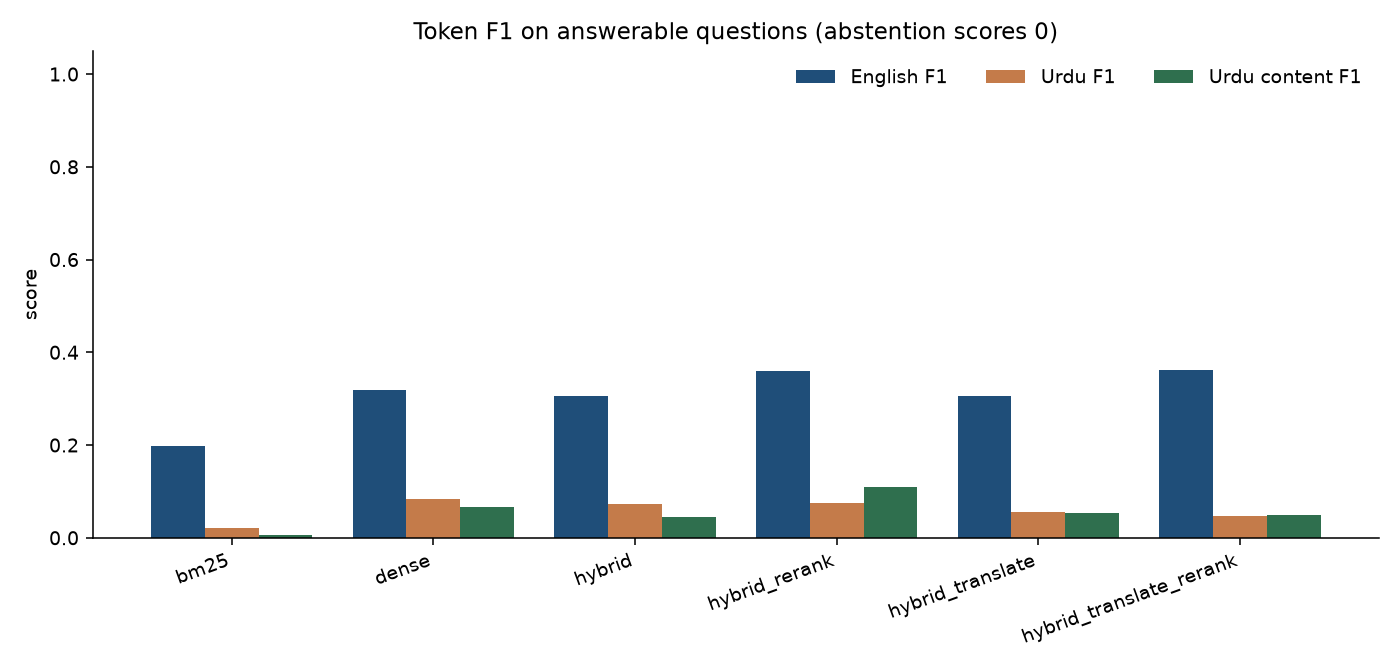 Token F1 on answerable questions (abstention scores 0)
English F1 Urdu F1 Urdu content F1
1.0
0.8
0.6
0.4
0.2
0.0
score
bm25
dense
hybrid
hybrid_rerank
hybrid_translate
hybrid_translate_rerank